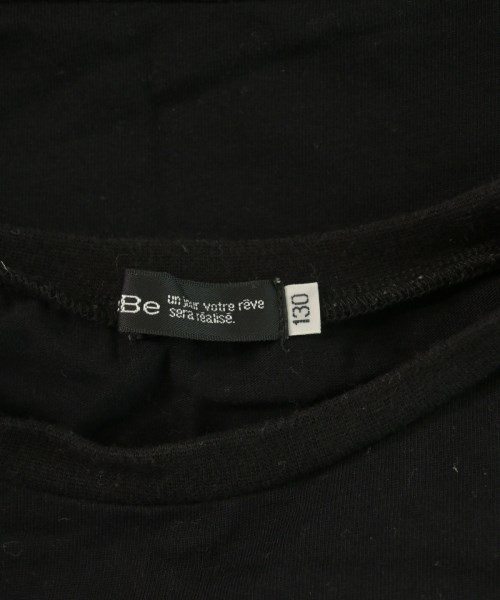 Be
un jour votre rêve
sera réalisé.
130